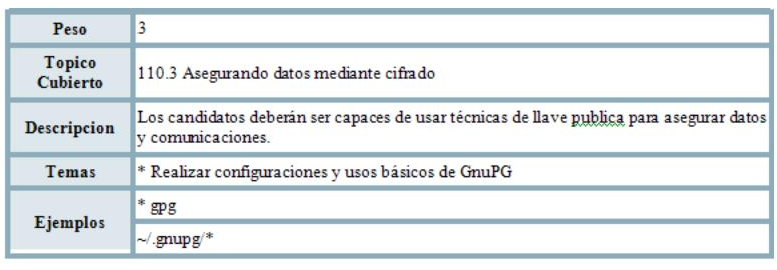 Peso 3
Topico Cubierto 110.3 Asegurando datos mediante cifrado
Descripcion Los candidatos deberán ser capaces de usar técnicas de llave publica para asegurar datos
y comunicaciones.
Temas * Realizar configuraciones y usos básicos de GnuPG
Ejemplos * gpg
~/.gnupg/*